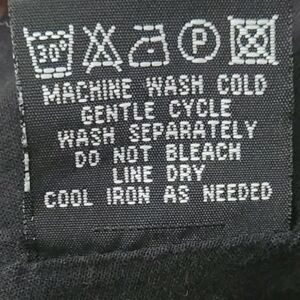 30°
P
MACHINE WASH COLD
GENTLE CYCLE
WASH SEPARATELY
DO NOT BLEACH
LINE DRY
COOL IRON AS NEEDED